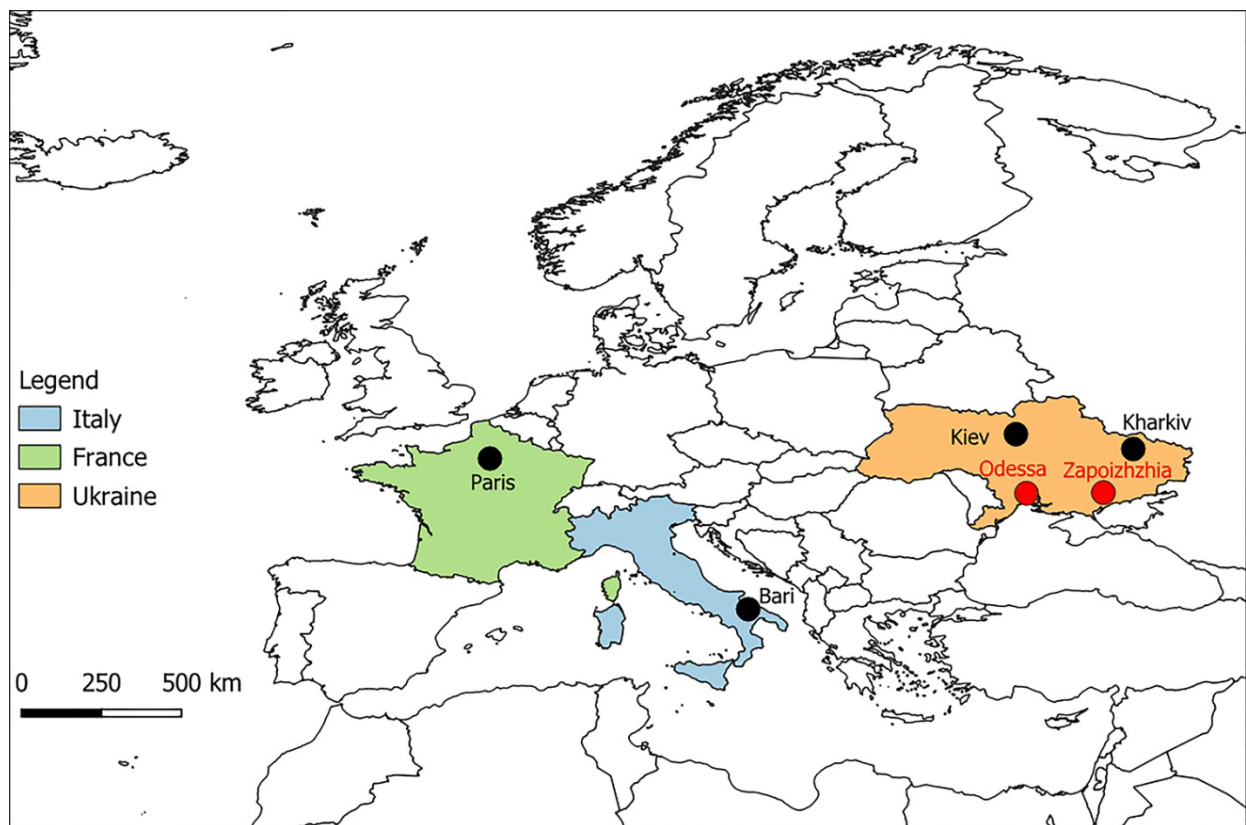 Legend
Italy
France
Ukraine
Paris
Bari
Kiev
Kharkiv
Odessa
Zapoizhzhia
0 250 500 km